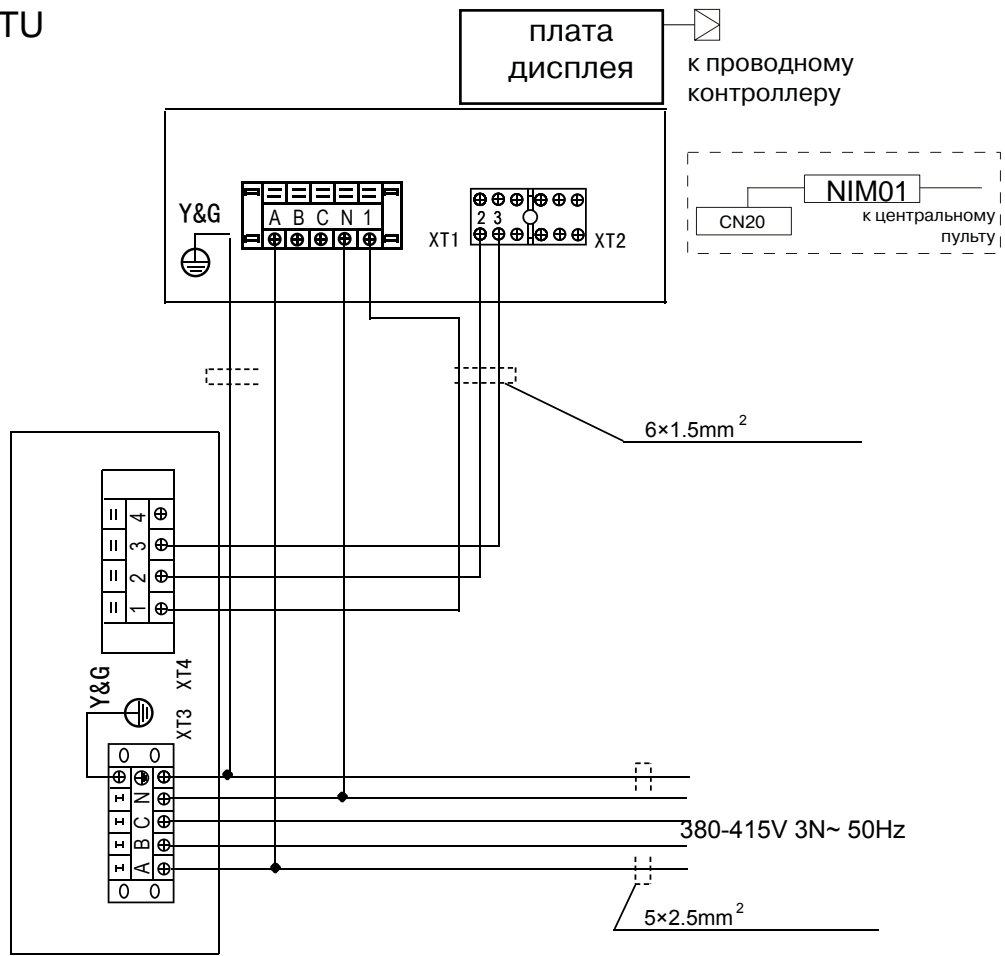 TU
плата
дисплея
к проводному
контроллеру
NIM01
CN20
к центральному
пульту
Y&G
A B C N 1
2 3
XT1
XT2
6×1.5mm²
4
3
2
1
Y&G
XT4
XT3
N
C
B
A
380-415V 3N~ 50Hz
5×2.5mm²